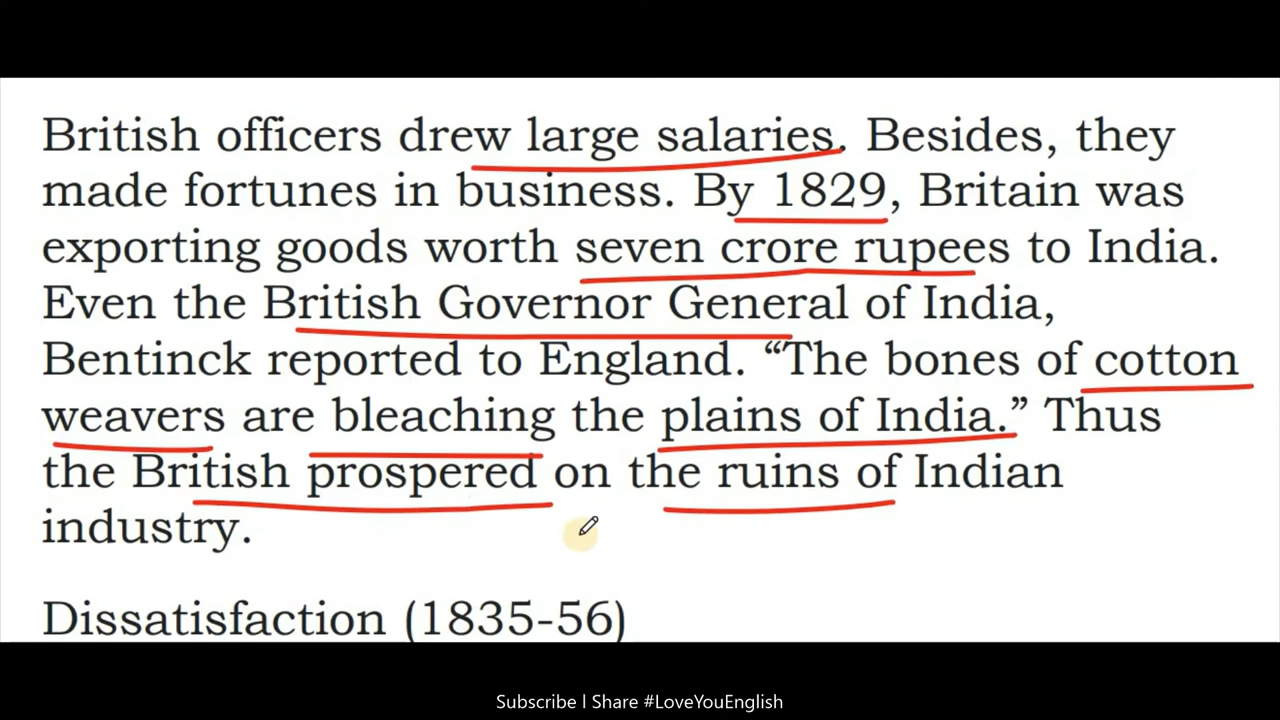 British officers drew large salaries. Besides, they
made fortunes in business. By 1829, Britain was
exporting goods worth seven crore rupees to India.
Even the British Governor General of India,
Bentinck reported to England. “The bones of cotton
weavers are bleaching the plains of India.” Thus
the British prospered on the ruins of Indian
industry.
Dissatisfaction (1835-56)
Subscribe l Share #LoveYouEnglish